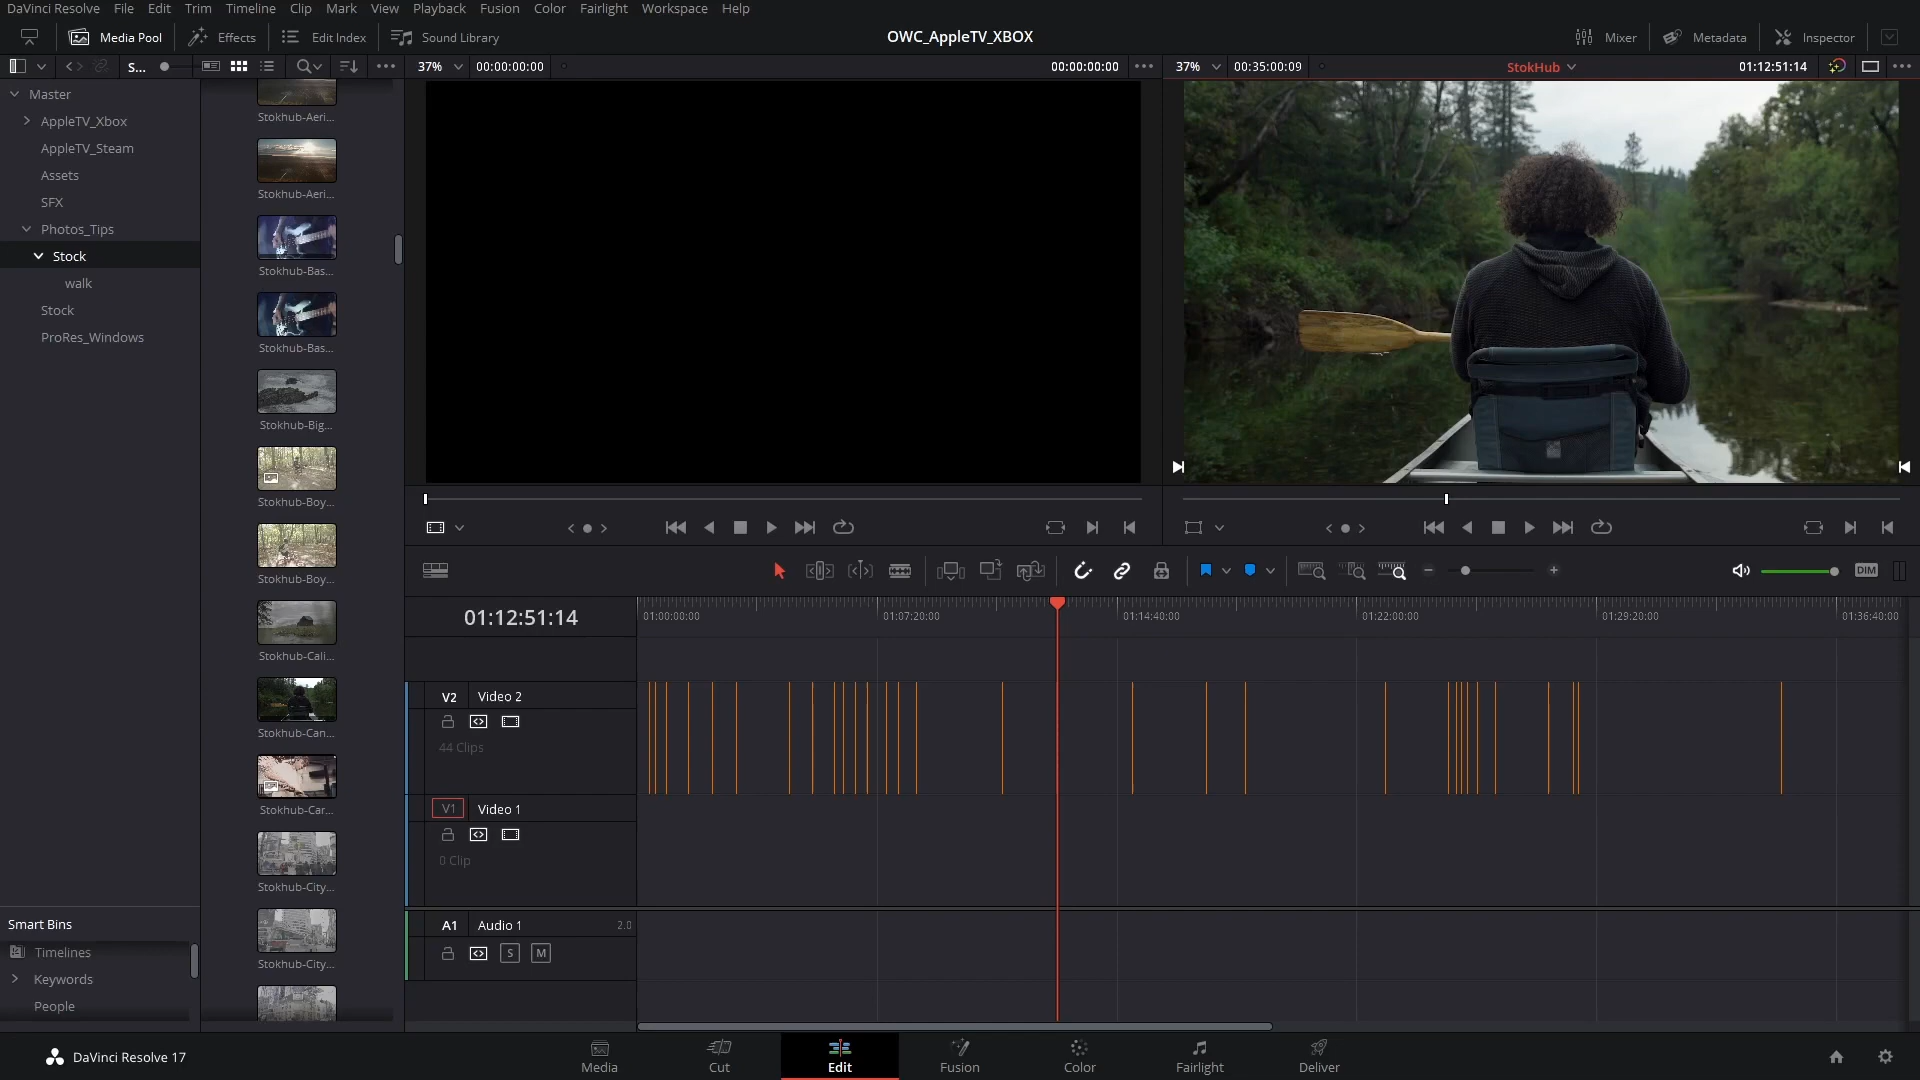 DaVinci Resolve File Edit Trim Timeline Clip Mark View Playback Fusion Color Fairlight Workspace Help
Media Pool Effects Edit Index Sound Library OWC_AppleTV_XBOX Mixer Metadata Inspector
S... 37% 00:00:00:00 00:00:00:00 37% 00:35:00:09 StokHub 01:12:51:14
Master
AppleTV_Xbox
AppleTV_Steam
Assets
SFX
Photos_Tips
Stock
walk
Stock
ProRes_Windows
Stokhub-Aeri...
Stokhub-Aeri...
Stokhub-Bas...
Stokhub-Bas...
Stokhub-Big...
Stokhub-Boy...
Stokhub-Boy...
Stokhub-Cali...
Stokhub-Can...
Stokhub-Car...
Stokhub-City...
Stokhub-City...
DIM
01:12:51:14 01:00:00:00 01:07:20:00 01:14:40:00 01:22:00:00 01:29:20:00 01:36:40:00
V2 Video 2
44 Clips
V1 Video 1
0 Clip
A1 Audio 1 2.0
S M
Smart Bins
Timelines
Keywords
People
DaVinci Resolve 17
Media Cut Edit Fusion Color Fairlight Deliver